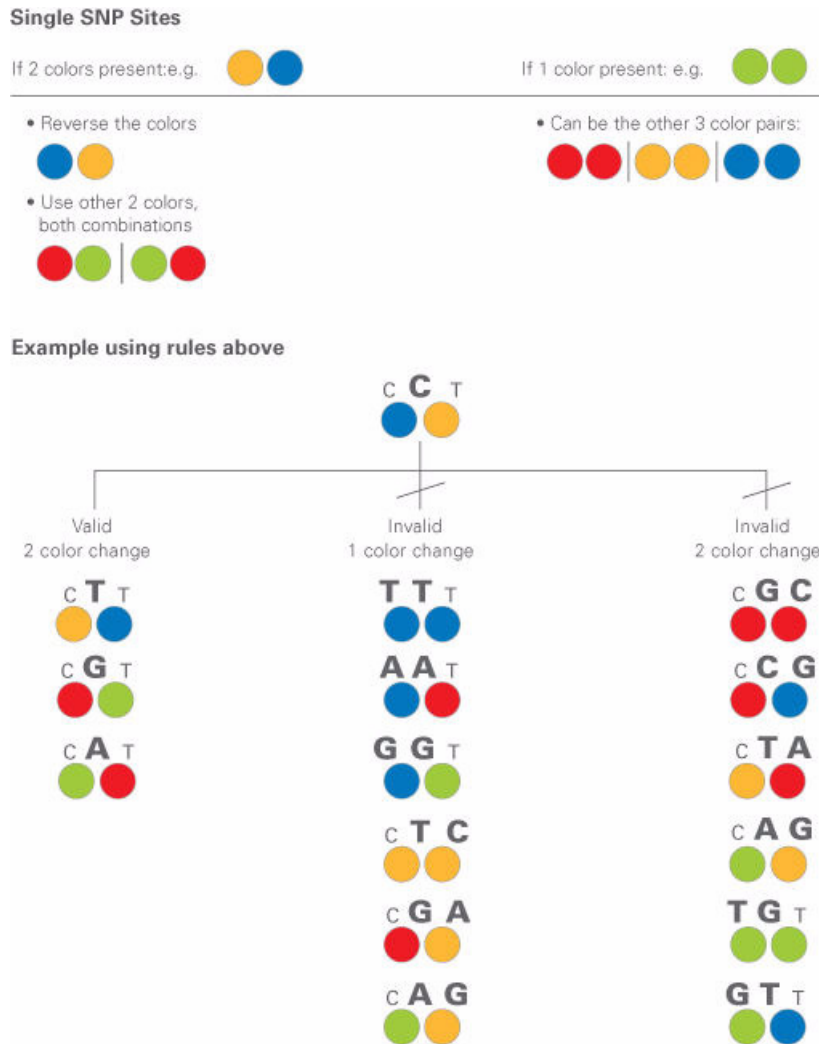 Single SNP Sites
If 2 colors present:e.g.
If 1 color present: e.g.
• Reverse the colors
• Can be the other 3 color pairs:
• Use other 2 colors,
both combinations
Example using rules above
C C T
Valid
2 color change
Invalid
1 color change
Invalid
2 color change
C T T
T T T
C G C
C G T
A A T
C C G
C A T
G G T
C T A
C T C
C A G
C G A
T G T
C A G
G T T